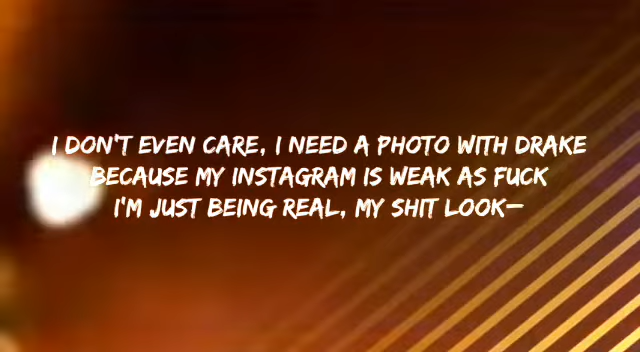 I DON'T EVEN CARE, I NEED A PHOTO WITH DRAKE
BECAUSE MY INSTAGRAM IS WEAK AS FUCK
I'M JUST BEING REAL, MY SHIT LOOK—